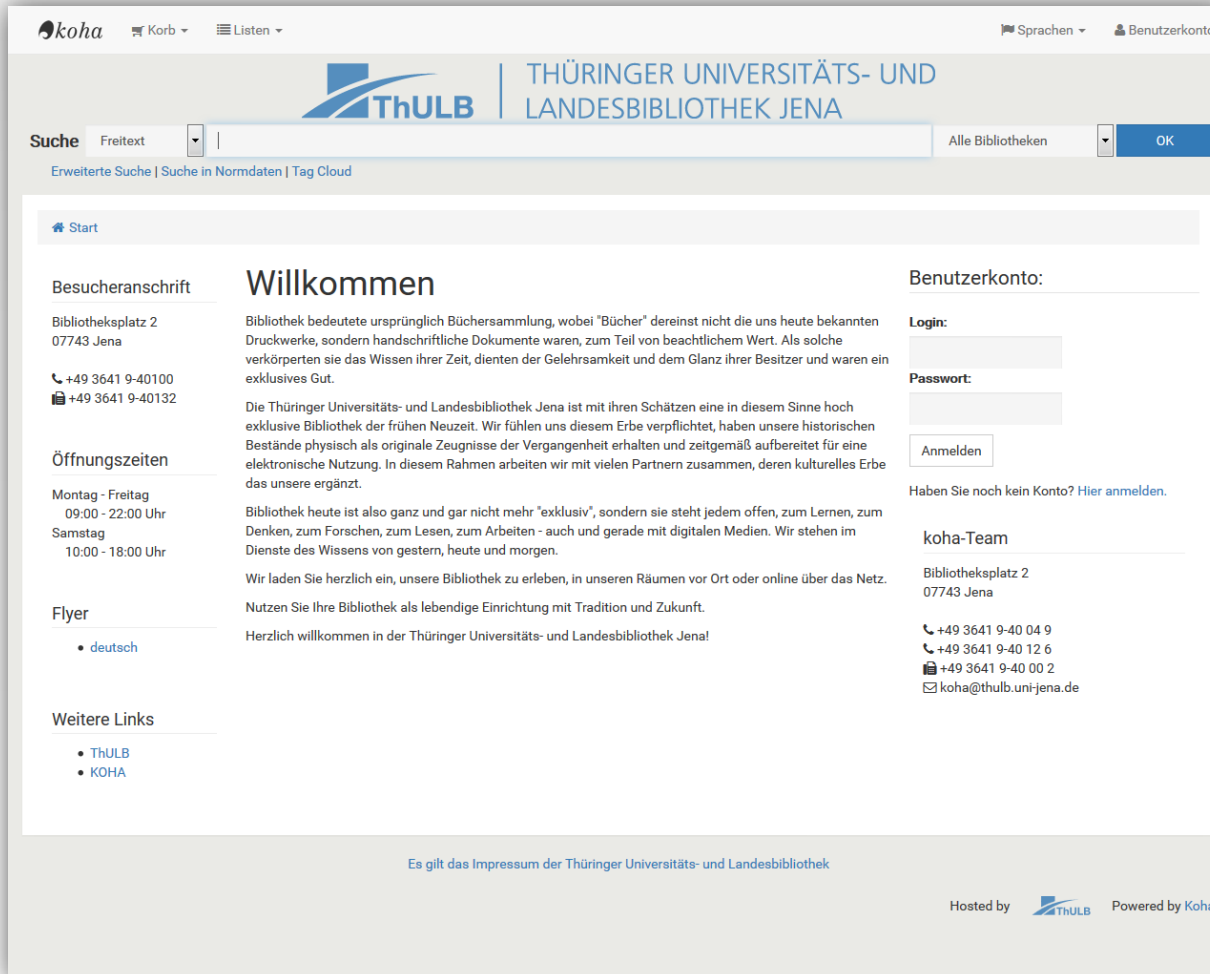 koha Korb Listen Sprachen Benutzerkonto
ThULB
THÜRINGER UNIVERSITÄTS- UND
LANDESBIBLIOTHEK JENA
Suche Freitext Alle Bibliotheken OK
Erweiterte Suche | Suche in Normdaten | Tag Cloud
Start
Besucheranschrift
Bibliotheksplatz 2
07743 Jena
+49 3641 9-40100
+49 3641 9-40132
Öffnungszeiten
Montag - Freitag
09:00 - 22:00 Uhr
Samstag
10:00 - 18:00 Uhr
Flyer
deutsch
Weitere Links
ThULB
KOHA
Willkommen
Bibliothek bedeutete ursprünglich Büchersammlung, wobei "Bücher" dereinst nicht die uns heute bekannten
Druckwerke, sondern handschriftliche Dokumente waren, zum Teil von beachtlichem Wert. Als solche
verkörperten sie das Wissen ihrer Zeit, dienten der Gelehrsamkeit und dem Glanz ihrer Besitzer und waren ein
exklusives Gut.
Die Thüringer Universitäts- und Landesbibliothek Jena ist mit ihren Schätzen eine in diesem Sinne hoch
exklusive Bibliothek der frühen Neuzeit. Wir fühlen uns diesem Erbe verpflichtet, haben unsere historischen
Bestände physisch als originale Zeugnisse der Vergangenheit erhalten und zeitgemäß aufbereitet für eine
elektronische Nutzung. In diesem Rahmen arbeiten wir mit vielen Partnern zusammen, deren kulturelles Erbe
das unsere ergänzt.
Bibliothek heute ist also ganz und gar nicht mehr "exklusiv", sondern sie steht jedem offen, zum Lernen, zum
Denken, zum Forschen, zum Lesen, zum Arbeiten - auch und gerade mit digitalen Medien. Wir stehen im
Dienste des Wissens von gestern, heute und morgen.
Wir laden Sie herzlich ein, unsere Bibliothek zu erleben, in unseren Räumen vor Ort oder online über das Netz.
Nutzen Sie Ihre Bibliothek als lebendige Einrichtung mit Tradition und Zukunft.
Herzlich willkommen in der Thüringer Universitäts- und Landesbibliothek Jena!
Benutzerkonto:
Login:
Passwort:
Anmelden
Haben Sie noch kein Konto? Hier anmelden.
koha-Team
Bibliotheksplatz 2
07743 Jena
+49 3641 9-40 04 9
+49 3641 9-40 12 6
+49 3641 9-40 00 2
koha@thulb.uni-jena.de
Es gilt das Impressum der Thüringer Universitäts- und Landesbibliothek
Hosted by ThULB Powered by Koha